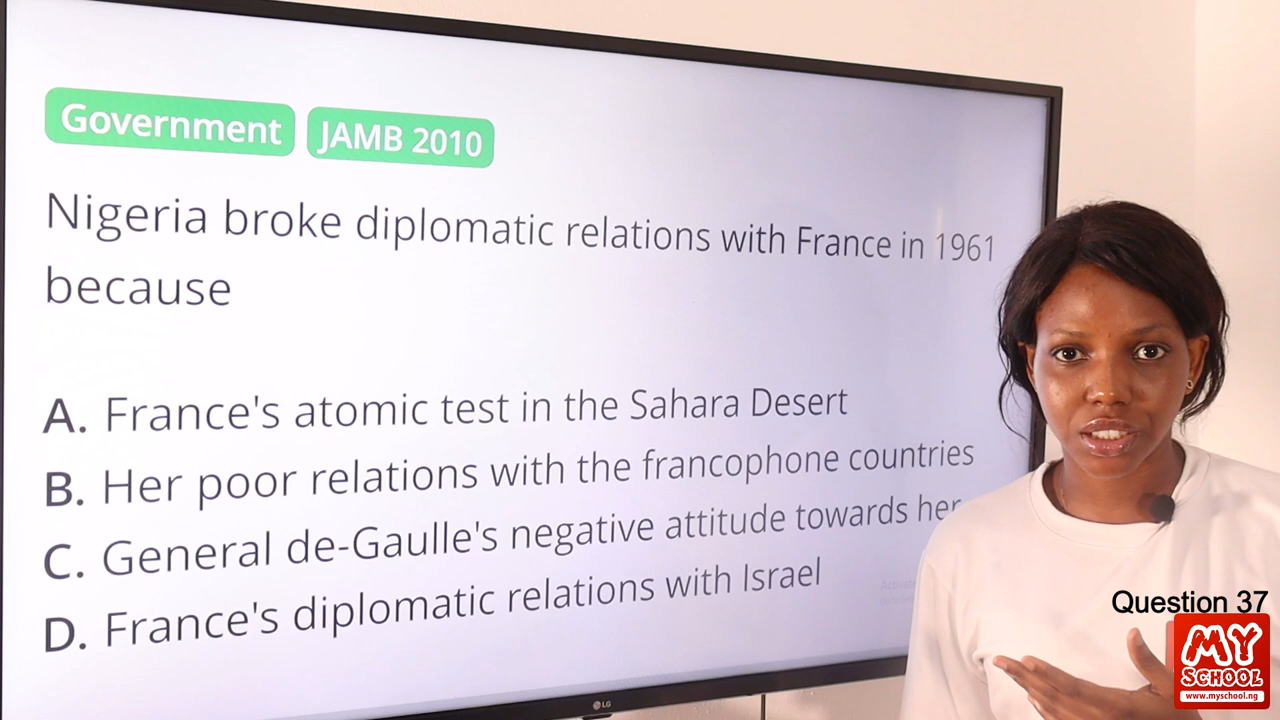 Government JAMB 2010
Nigeria broke diplomatic relations with France in 1961
because
A. France's atomic test in the Sahara Desert
B. Her poor relations with the francophone countries
C. General de-Gaulle's negative attitude towards her
D. France's diplomatic relations with Israel
Question 37
MY
SCHOOL
www.myschool.ng
LG